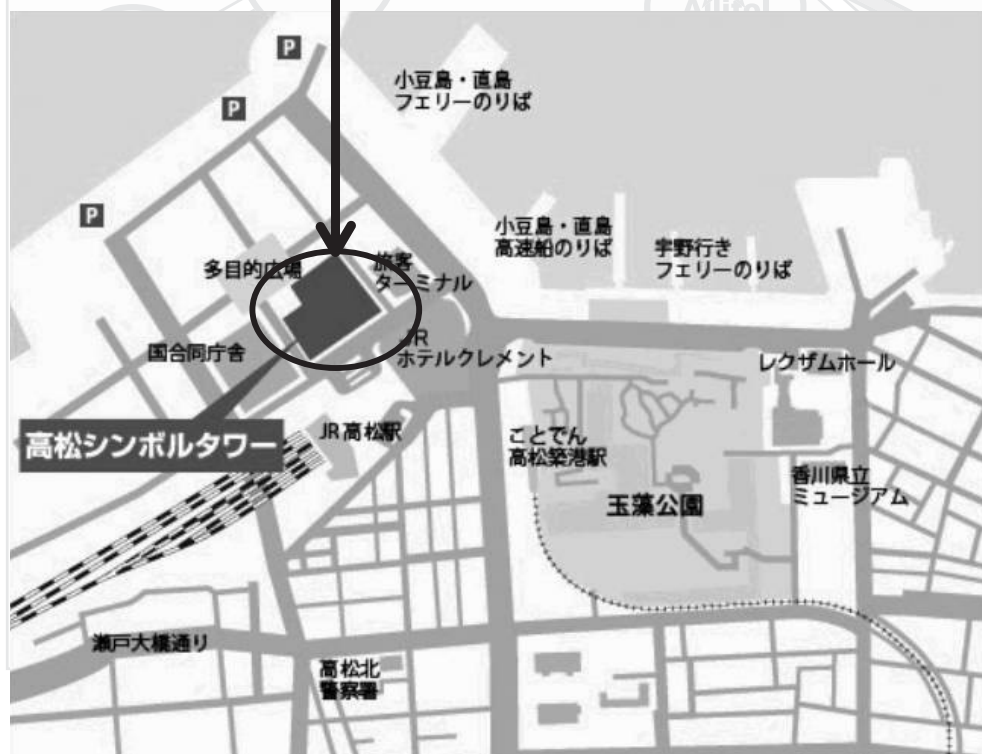 P
小豆島・直島
フェリーのりば
P
P
小豆島・直島
高速船のりば
宇野行き
フェリーのりば
多目的広場
旅客
ターミナル
国合同庁舎
JR
ホテルクレメント
レクザムホール
高松シンボルタワー
JR高松駅
ことでん
高松築港駅
香川県立
ミュージアム
玉藻公園
瀬戸大橋通り
高松北
警察署